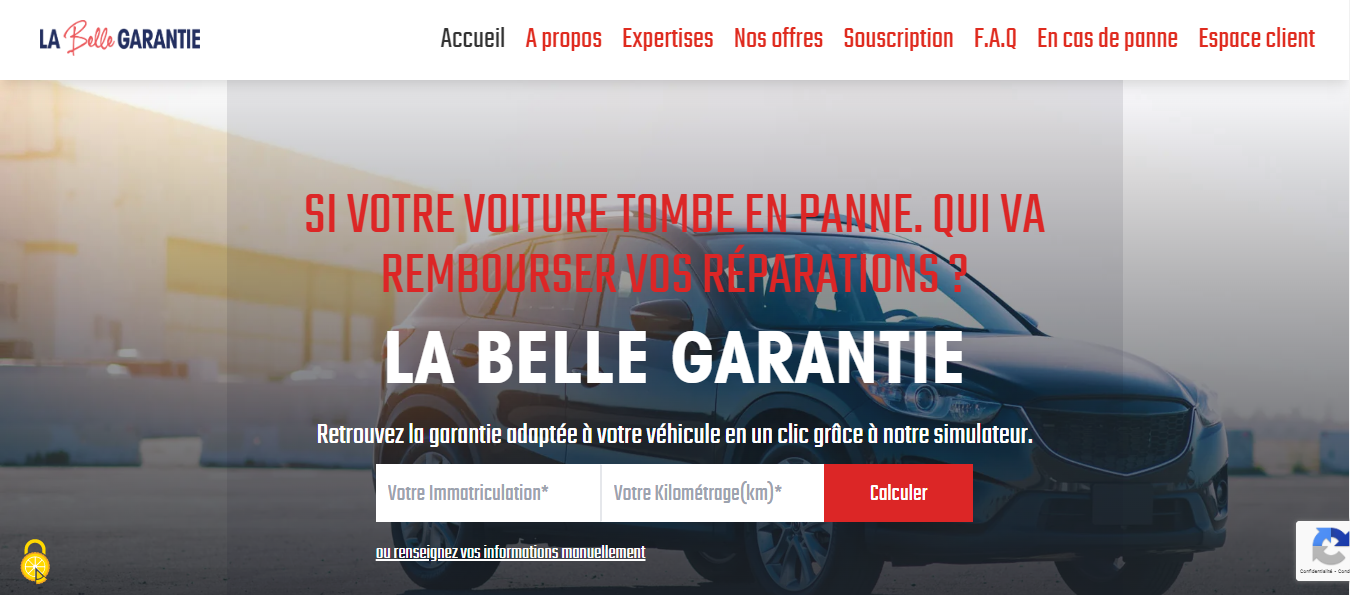 LA Belle GARANTIE
Accueil A propos Expertises Nos offres Souscription F.A.Q En cas de panne Espace client
SI VOTRE VOITURE TOMBE EN PANNE. QUI VA
REMBOURSER VOS RÉPARATIONS ?
LA BELLE GARANTIE
Retrouvez la garantie adaptée à votre véhicule en un clic grâce à notre simulateur.
Votre Immatriculation* Votre Kilométrage(km)* Calculer
ou renseignez vos informations manuellement
Confidentialité - Cond